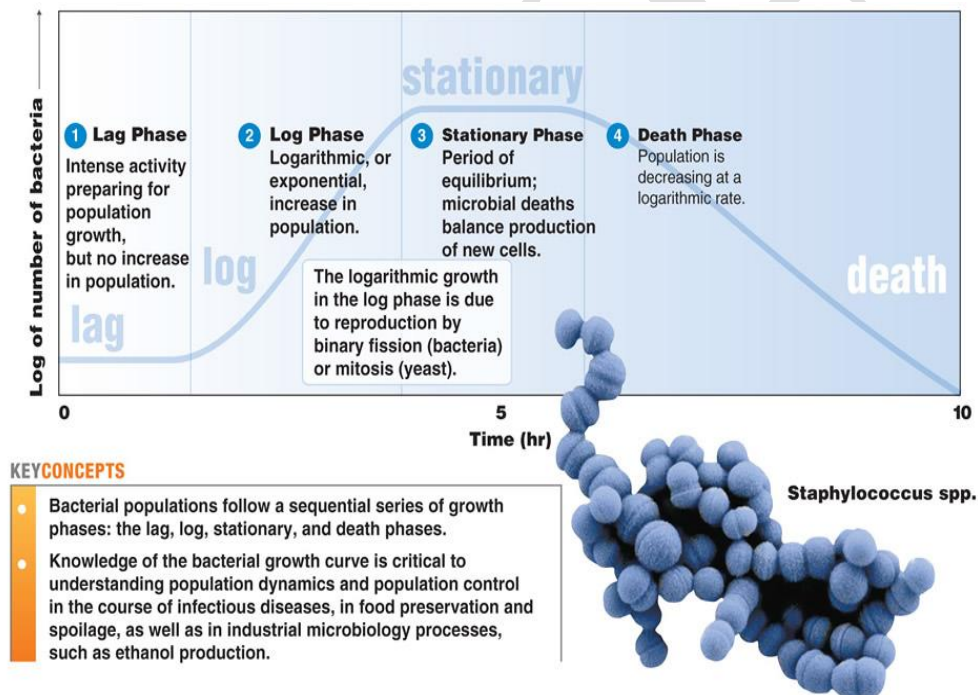 Log of number of bacteria
stationary
1 Lag Phase
Intense activity
preparing for
population
growth,
but no increase
in population.
2 Log Phase
Logarithmic, or
exponential,
increase in
population.
3 Stationary Phase
Period of
equilibrium;
microbial deaths
balance production
of new cells.
4 Death Phase
Population is
decreasing at a
logarithmic rate.
lag
log
death
The logarithmic growth
in the log phase is due
to reproduction by
binary fission (bacteria)
or mitosis (yeast).
0
5
10
Time (hr)
Staphylococcus spp.
KEYCONCEPTS
Bacterial populations follow a sequential series of growth
phases: the lag, log, stationary, and death phases.
Knowledge of the bacterial growth curve is critical to
understanding population dynamics and population control
in the course of infectious diseases, in food preservation and
spoilage, as well as in industrial microbiology processes,
such as ethanol production.